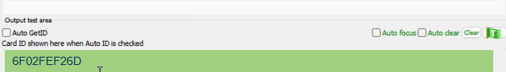 Output test area
Auto GetID
Auto focus Auto clear Clear
Card ID shown here when Auto ID is checked
6F02FEF26D